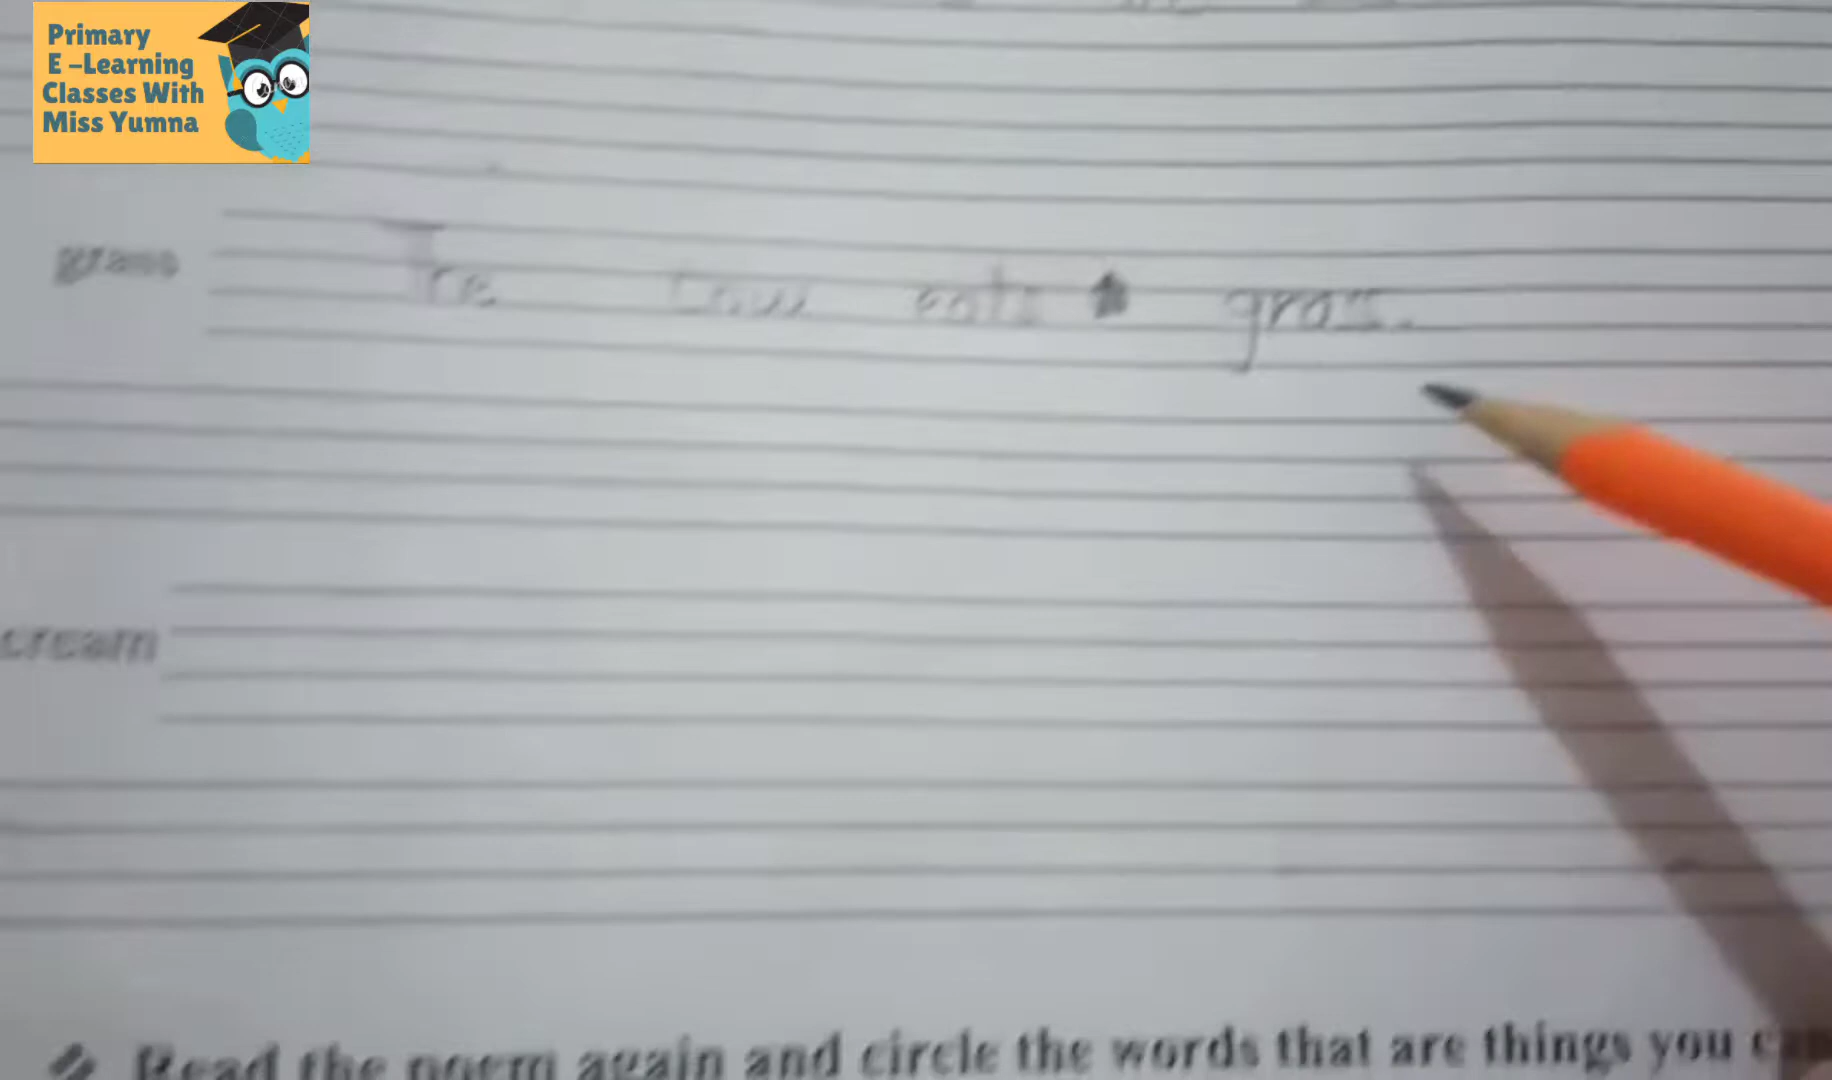 Primary
E-Learning
Classes With
Miss Yumna
grass The cow eats grass.
cream
Read the poem again and circle the words that are things you can